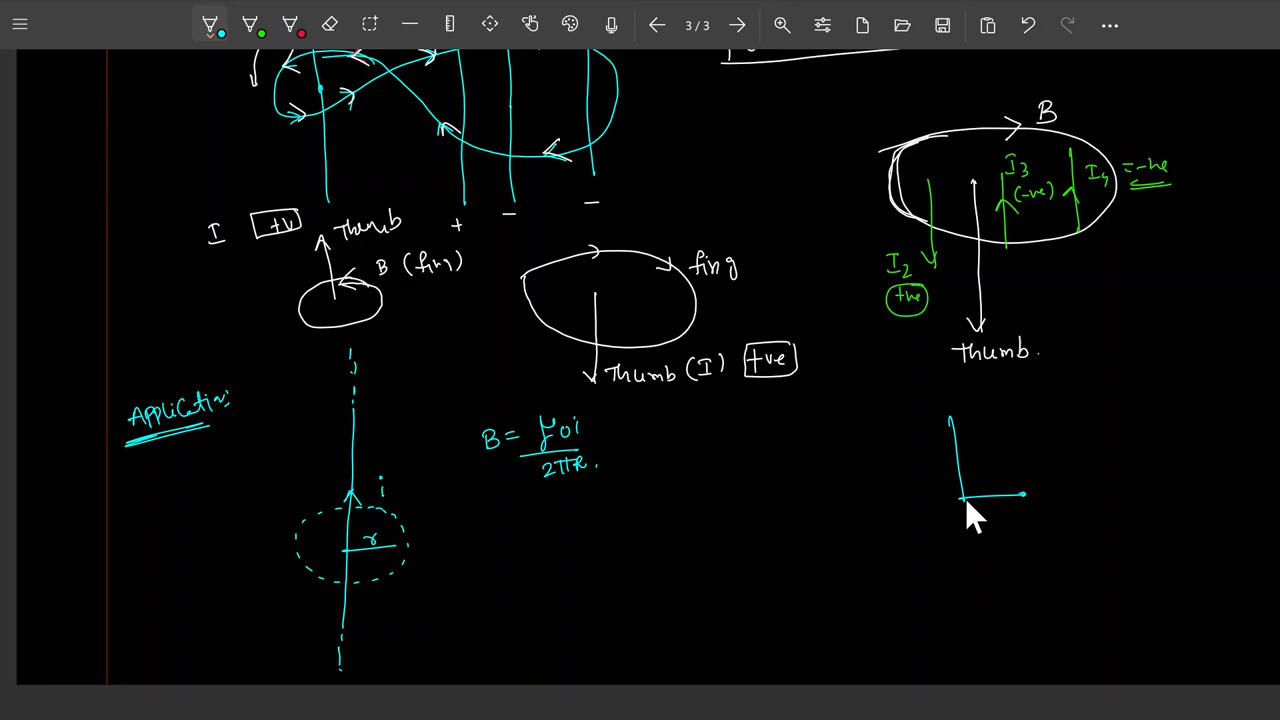 3/3
B
I3
(-ve)
I4 = -ve
I +v
Thumb
+
-
-
B (fing)
fing
I2
+ve
Thumb (I) +ve
Thumb.
Application:
B = μ0i
2πR.
i
r